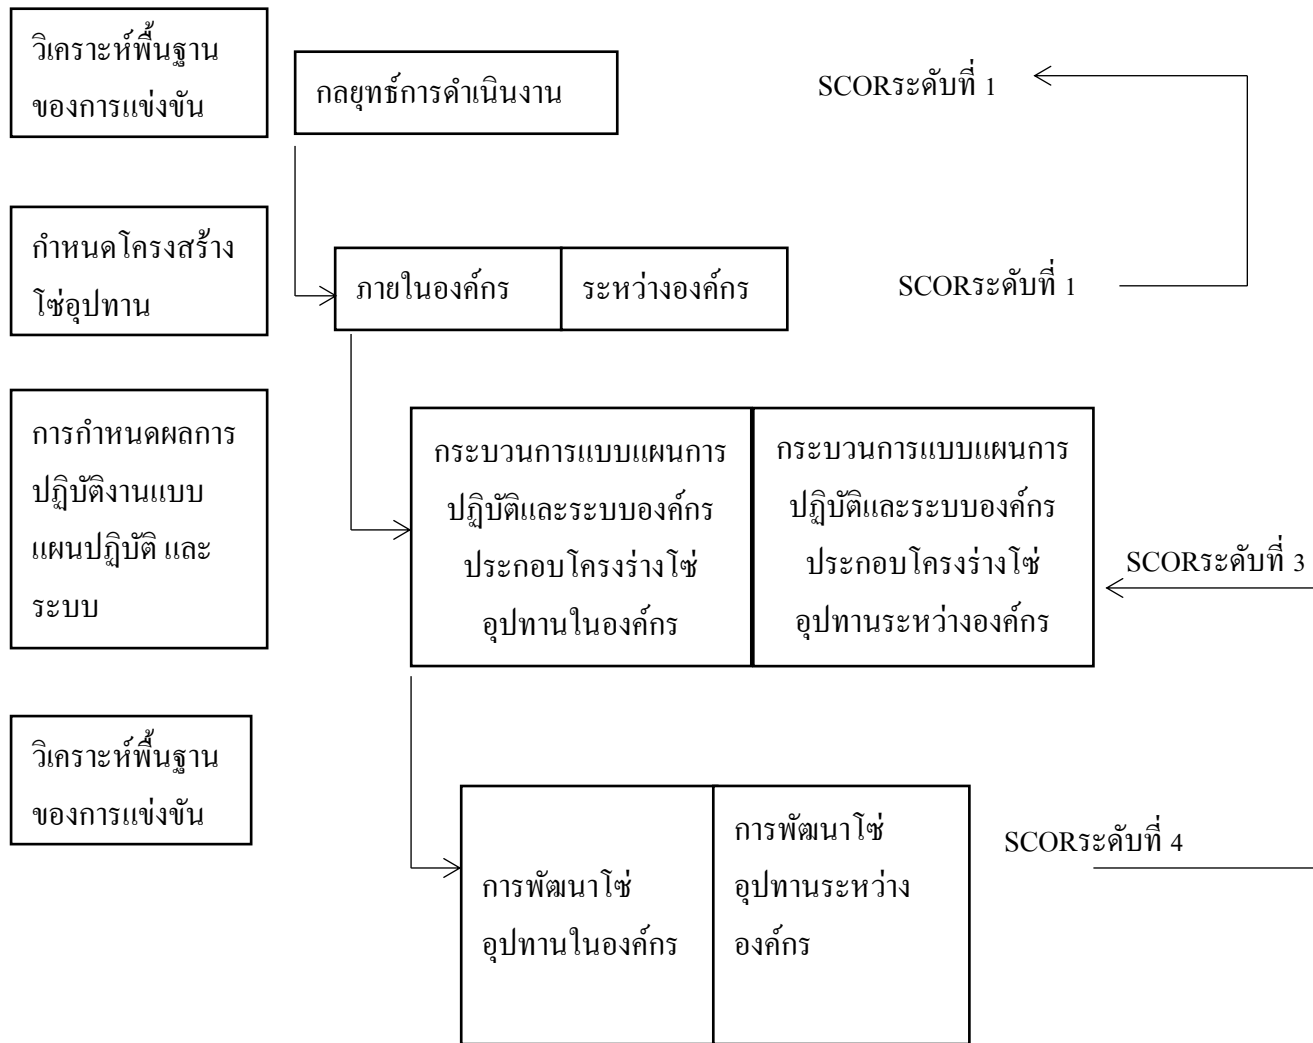 วิเคราะห์พื้นฐาน
ของการแข่งขัน
กลยุทธ์การดำเนินงาน
SCORระดับที่ 1
กำหนดโครงสร้าง
โซ่อุปทาน
ภายในองค์กร
ระหว่างองค์กร
SCORระดับที่ 1
การกำหนดผลการ
ปฏิบัติงานแบบ
แผนปฏิบัติ และ
ระบบ
กระบวนการแบบแผนการ
ปฏิบัติและระบบองค์กร
ประกอบโครงร่างโซ่
อุปทานในองค์กร
กระบวนการแบบแผนการ
ปฏิบัติและระบบองค์กร
ประกอบโครงร่างโซ่
อุปทานระหว่างองค์กร
SCORระดับที่ 3
วิเคราะห์พื้นฐาน
ของการแข่งขัน
การพัฒนาโซ่
อุปทานในองค์กร
การพัฒนาโซ่
อุปทานระหว่าง
องค์กร
SCORระดับที่ 4